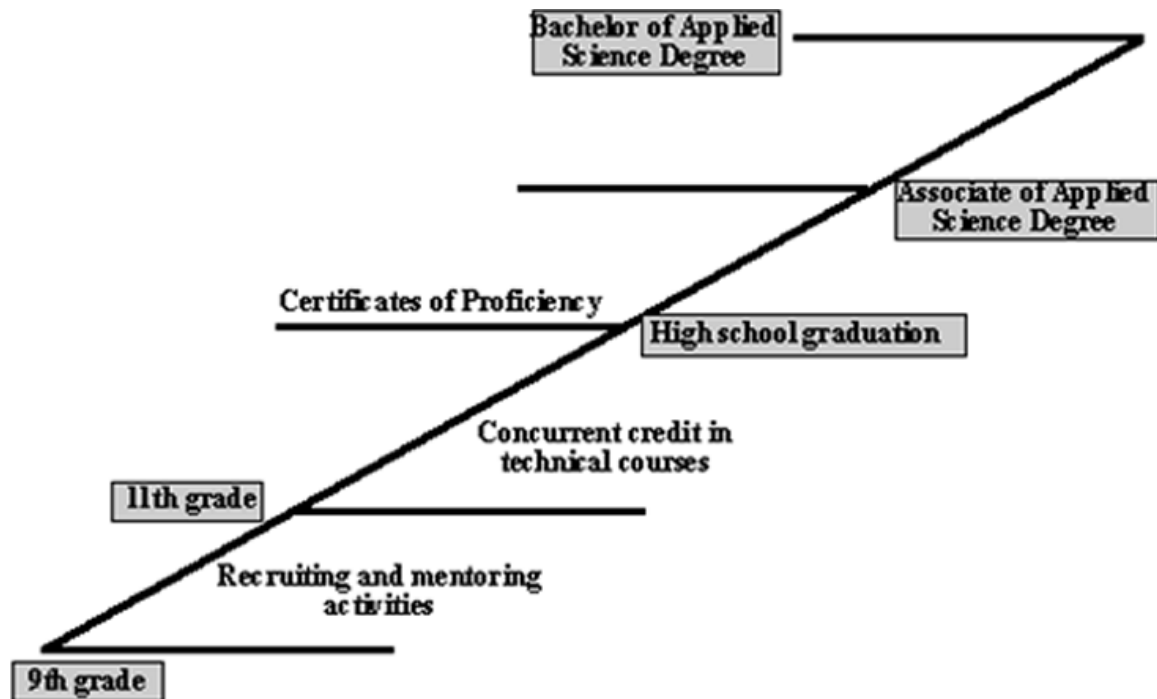 Bachelor of Applied
Science Degree
Associate of Applied
Science Degree
Certificates of Proficiency
High school graduation
Concurrent credit in
technical courses
11th grade
Recruiting and mentoring
activities
9th grade